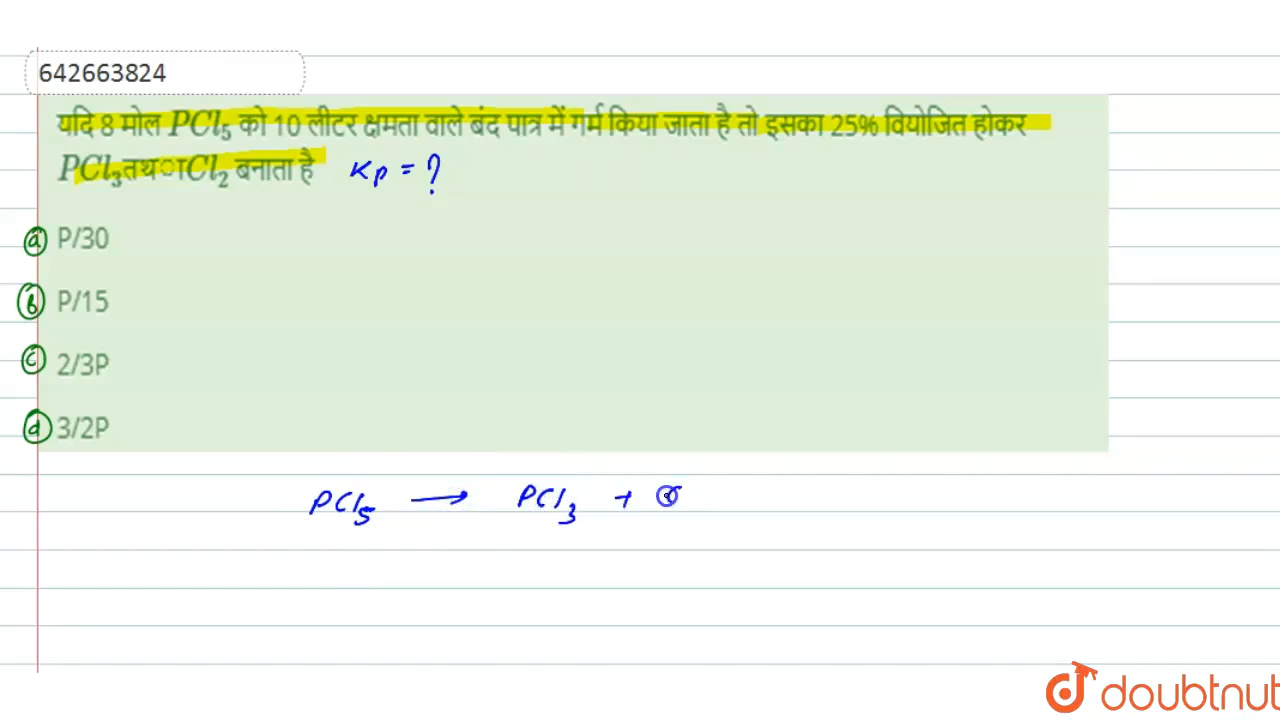 642663824
यदि 8 मोल PCl₅ को 10 लीटर क्षमता वाले बंद पात्र में गर्म किया जाता है तो इसका 25% वियोजित होकर
PCl₃तथाCl₂ बनाता है Kp = ?
(a) P/30
(b) P/15
(c) 2/3P
(d) 3/2P
PCl₅ → PCl₃ +
doubtnut